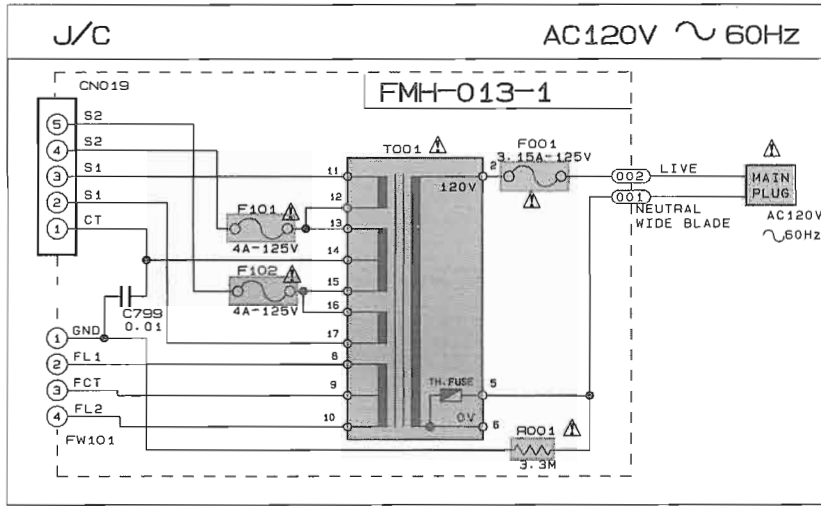 J/C
AC120V ～ 60Hz
CN019
FMH-013-1
5 S2
4 S2
3 S1
2 S1
1 CT
T001
11
12
13
14
15
16
17
8
9
10
120V
2
F001
3.15A-125V
002
LIVE
001
NEUTRAL
WIDE BLADE
MAIN
PLUG
AC120V
～60Hz
F101
4A-125V
F102
4A-125V
C799
0.01
1 GND
2 FL1
3 FCT
4 FL2
FW101
TH.FUSE
5
0V
6
R001
3.3M